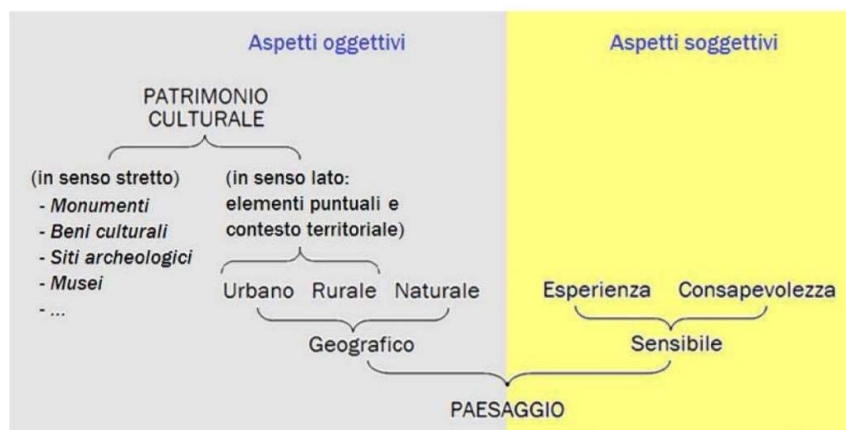 Aspetti oggettivi
Aspetti soggettivi
PATRIMONIO
CULTURALE
(in senso stretto)
- Monumenti
- Beni culturali
- Siti archeologici
- Musei
- ...
(in senso lato:
elementi puntuali e
contesto territoriale)
Urbano Rurale Naturale
Geografico
Esperienza Consapevolezza
Sensibile
PAESAGGIO